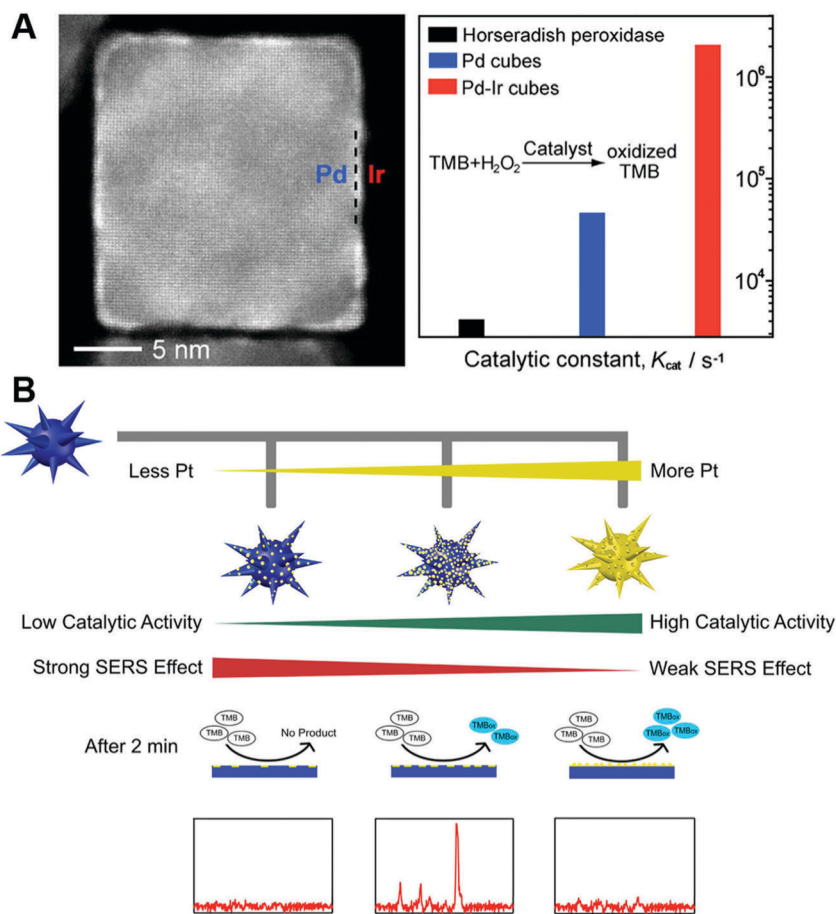 A
Pd Ir
5 nm
Horseradish peroxidase
Pd cubes
Pd-Ir cubes
TMB+H₂O₂ Catalyst oxidized
TMB
10⁶
10⁵
10⁴
Catalytic constant, Kcat / s⁻¹
B
Less Pt More Pt
Low Catalytic Activity High Catalytic Activity
Strong SERS Effect Weak SERS Effect
After 2 min
TMB
TMB TMB
No Product
TMB
TMB TMB
TMBox
TMBox
TMB
TMB TMB
TMBox
TMBox TMBox